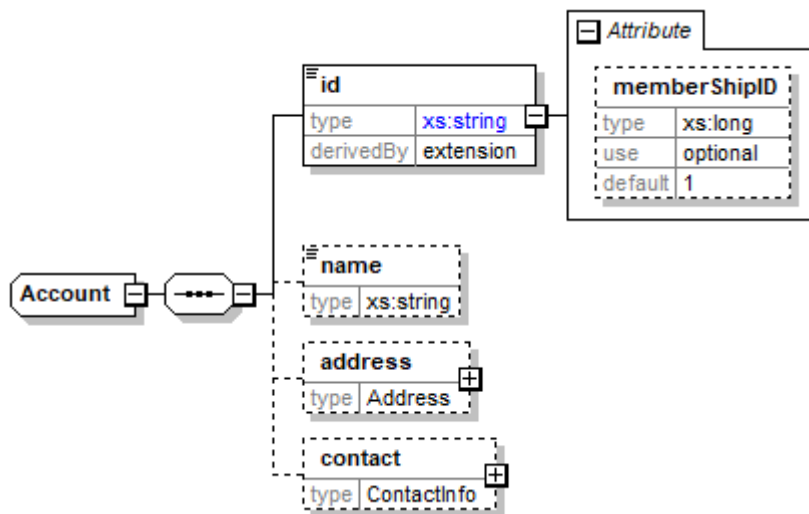 Attribute
id
type xs:string
derivedBy extension
memberShipID
type xs:long
use optional
default 1
Account
name
type xs:string
address
type Address
contact
type ContactInfo